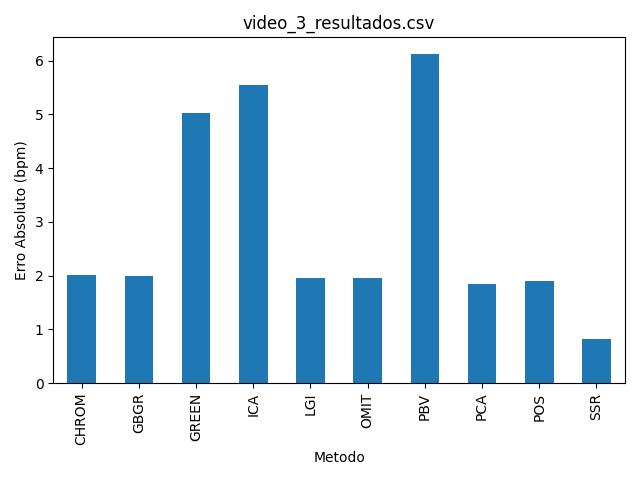 video_3_resultados.csv
Erro Absoluto (bpm)
6
5
4
3
2
1
0
CHROM
GBGR
GREEN
ICA
LGI
OMIT
PBV
PCA
POS
SSR
Metodo